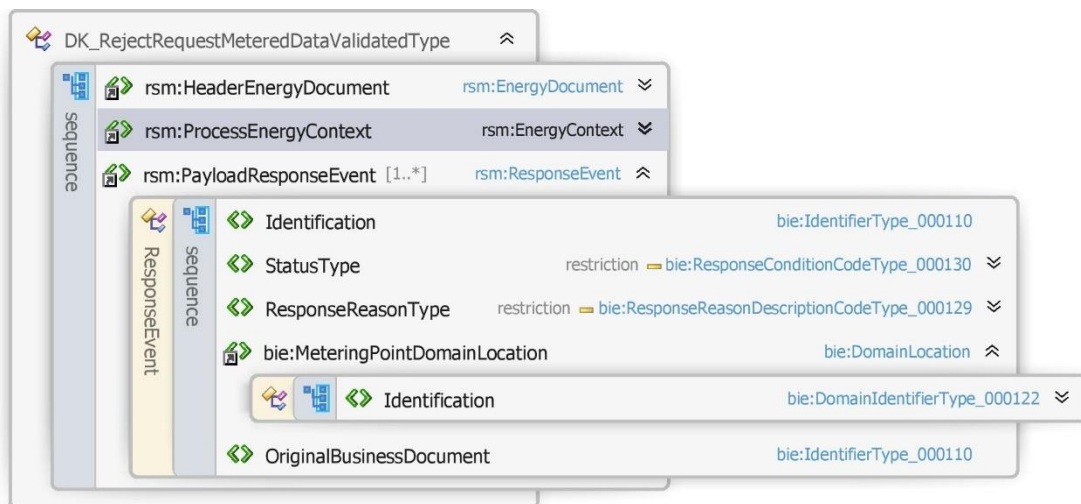 DK_RejectRequestMeteredDataValidatedType
sequence
rsm:HeaderEnergyDocument rsm:EnergyDocument
rsm:ProcessEnergyContext rsm:EnergyContext
rsm:PayloadResponseEvent [1..*] rsm:ResponseEvent
ResponseEvent
sequence
Identification bie:IdentifierType_000110
StatusType restriction bie:ResponseConditionCodeType_000130
ResponseReasonType restriction bie:ResponseReasonDescriptionCodeType_000129
bie:MeteringPointDomainLocation bie:DomainLocation
Identification bie:DomainIdentifierType_000122
OriginalBusinessDocument bie:IdentifierType_000110